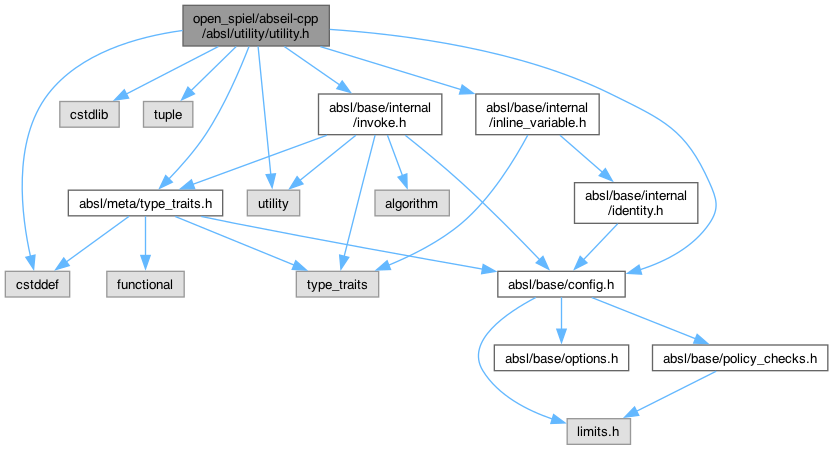 open_spiel/abseil-cpp
/absl/utility/utility.h
cstdlib
tuple
absl/base/internal
/invoke.h
absl/base/internal
/inline_variable.h
absl/meta/type_traits.h
utility
algorithm
absl/base/internal
/identity.h
cstddef
functional
type_traits
absl/base/config.h
absl/base/options.h
absl/base/policy_checks.h
limits.h